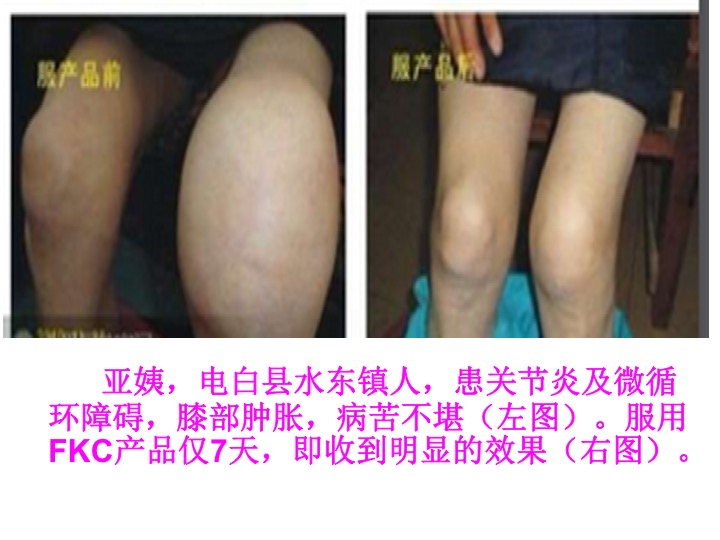 服产品前
服产品后
亚姨，电白县水东镇人，患关节炎及微循
环障碍，膝部肿胀，病苦不堪（左图）。服用
FKC产品仅7天，即收到明显的效果（右图）。